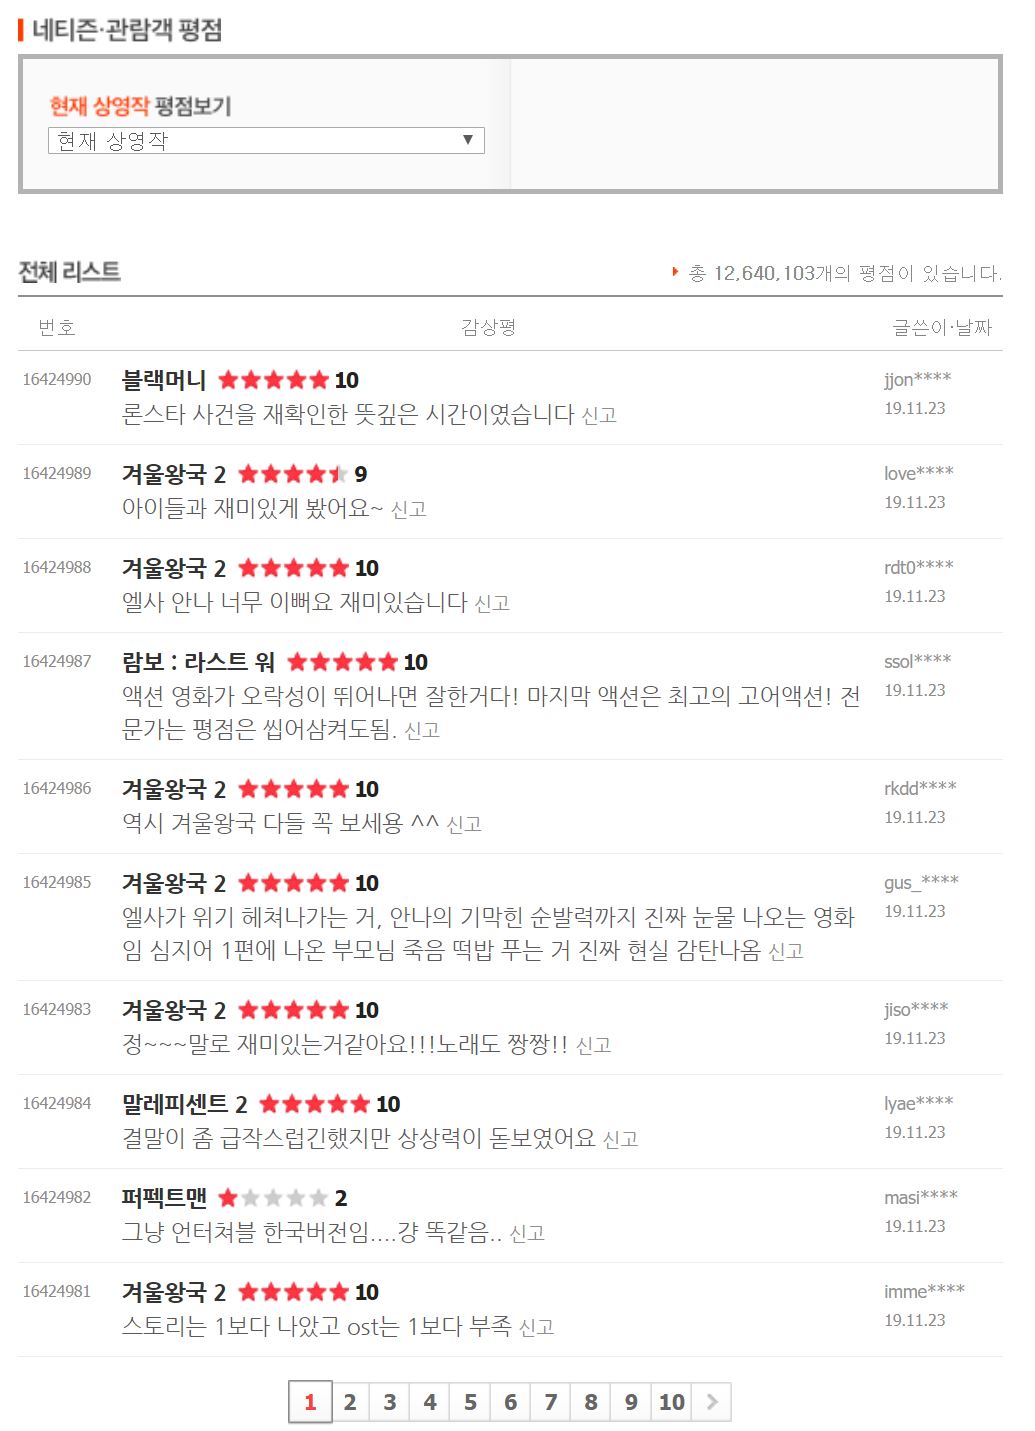 네티즌·관람객 평점
현재 상영작 평점보기
현재 상영작 ▼
전체 리스트
총 12,640,103개의 평점이 있습니다.
번호 감상평 글쓴이·날짜
16424990 블랙머니 ★★★★★ 10 jjon****
론스타 사건을 재확인한 뜻깊은 시간이였습니다 신고 19.11.23
16424989 겨울왕국 2 9 love****
아이들과 재미있게 봤어요~ 신고 19.11.23
16424988 겨울왕국 2 10 rdt0****
엘사 안나 너무 이뻐요 재미있습니다 신고 19.11.23
16424987 람보 : 라스트 워 10 ssol****
액션 영화가 오락성이 뛰어나면 잘한거다! 마지막 액션은 최고의 고어액션! 전 19.11.23
문가는 평점은 씹어삼켜도됨. 신고
16424986 겨울왕국 2 10 rkdd****
역시 겨울왕국 다들 꼭 보세용 ^^ 신고 19.11.23
16424985 겨울왕국 2 10 gus_****
엘사가 위기 헤쳐나가는 거, 안나의 기막힌 순발력까지 진짜 눈물 나오는 영화 19.11.23
임 심지어 1편에 나온 부모님 죽음 떡밥 푸는 거 진짜 현실 감탄나옴 신고
16424983 겨울왕국 2 10 jiso****
정~~~말로 재미있는거같아요!!!노래도 짱짱!! 신고 19.11.23
16424984 말레피센트 2 10 lyae****
결말이 좀 급작스럽긴했지만 상상력이 돋보였어요 신고 19.11.23
16424982 퍼펙트맨 2 masi****
그냥 언터쳐블 한국버전임....걍 똑같음.. 신고 19.11.23
16424981 겨울왕국 2 10 imme****
스토리는 1보다 나았고 ost는 1보다 부족 신고 19.11.23
1 2 3 4 5 6 7 8 9 10 >